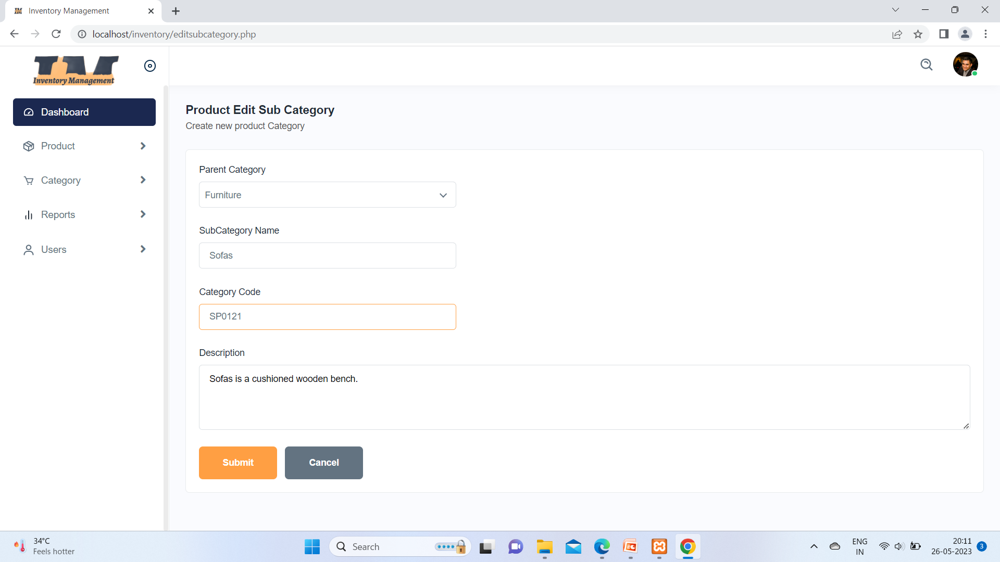 Inventory Management
localhost/inventory/editsubcategory.php
IM
Inventory Management
Dashboard
Product
Category
Reports
Users
Product Edit Sub Category
Create new product Category
Parent Category
Furniture
SubCategory Name
Sofas
Category Code
SP0121
Description
Sofas is a cushioned wooden bench.
Submit
Cancel
34°C
Feels hotter
Search
ENG
IN
20:11
26-05-2023
3